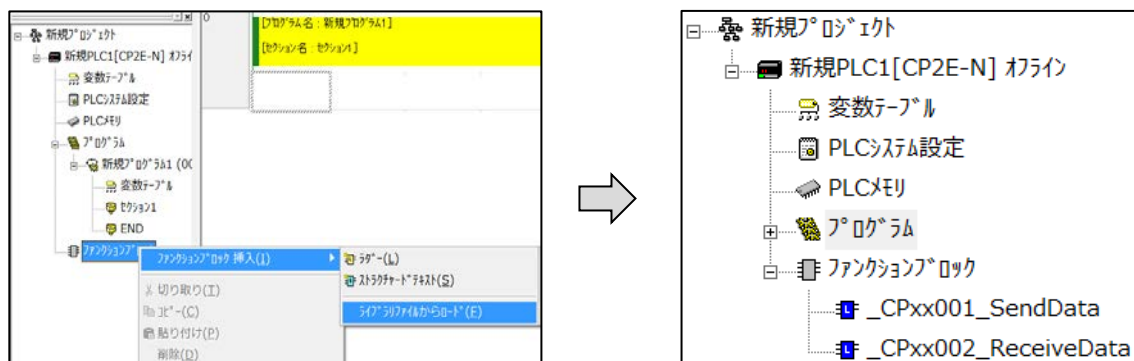 新規ﾌﾟﾛｼﾞｪｸﾄ
新規PLC1[CP2E-N] ｵﾌﾗｲ
変数ﾃｰﾌﾞﾙ
PLCｼｽﾃﾑ設定
PLCﾒﾓﾘ
ﾌﾟﾛｸﾞﾗﾑ
新規ﾌﾟﾛｸﾞﾗﾑ1 (00
変数ﾃｰﾌﾞﾙ
ｾｸｼｮﾝ1
END
ﾌｧﾝｸｼｮﾝﾌﾞﾛ
0
[ﾌﾟﾛｸﾞﾗﾑ名 : 新規ﾌﾟﾛｸﾞﾗﾑ1]
[ｾｸｼｮﾝ名 : ｾｸｼｮﾝ1]
ﾌｧﾝｸｼｮﾝﾌﾞﾛｯｸ 挿入(I)
切り取り(T)
ｺﾋﾟｰ(C)
貼り付け(P)
削除(D)
ﾗﾀﾞｰ(L)
ｽﾄﾗｸﾁｬｰﾄﾞﾃｷｽﾄ(S)
ﾗｲﾌﾞﾗﾘﾌｧｲﾙからﾛｰﾄﾞ(F)
新規ﾌﾟﾛｼﾞｪｸﾄ
新規PLC1[CP2E-N] ｵﾌﾗｲﾝ
変数ﾃｰﾌﾞﾙ
PLCｼｽﾃﾑ設定
PLCﾒﾓﾘ
ﾌﾟﾛｸﾞﾗﾑ
ﾌｧﾝｸｼｮﾝﾌﾞﾛｯｸ
_CPxx001_SendData
_CPxx002_ReceiveData